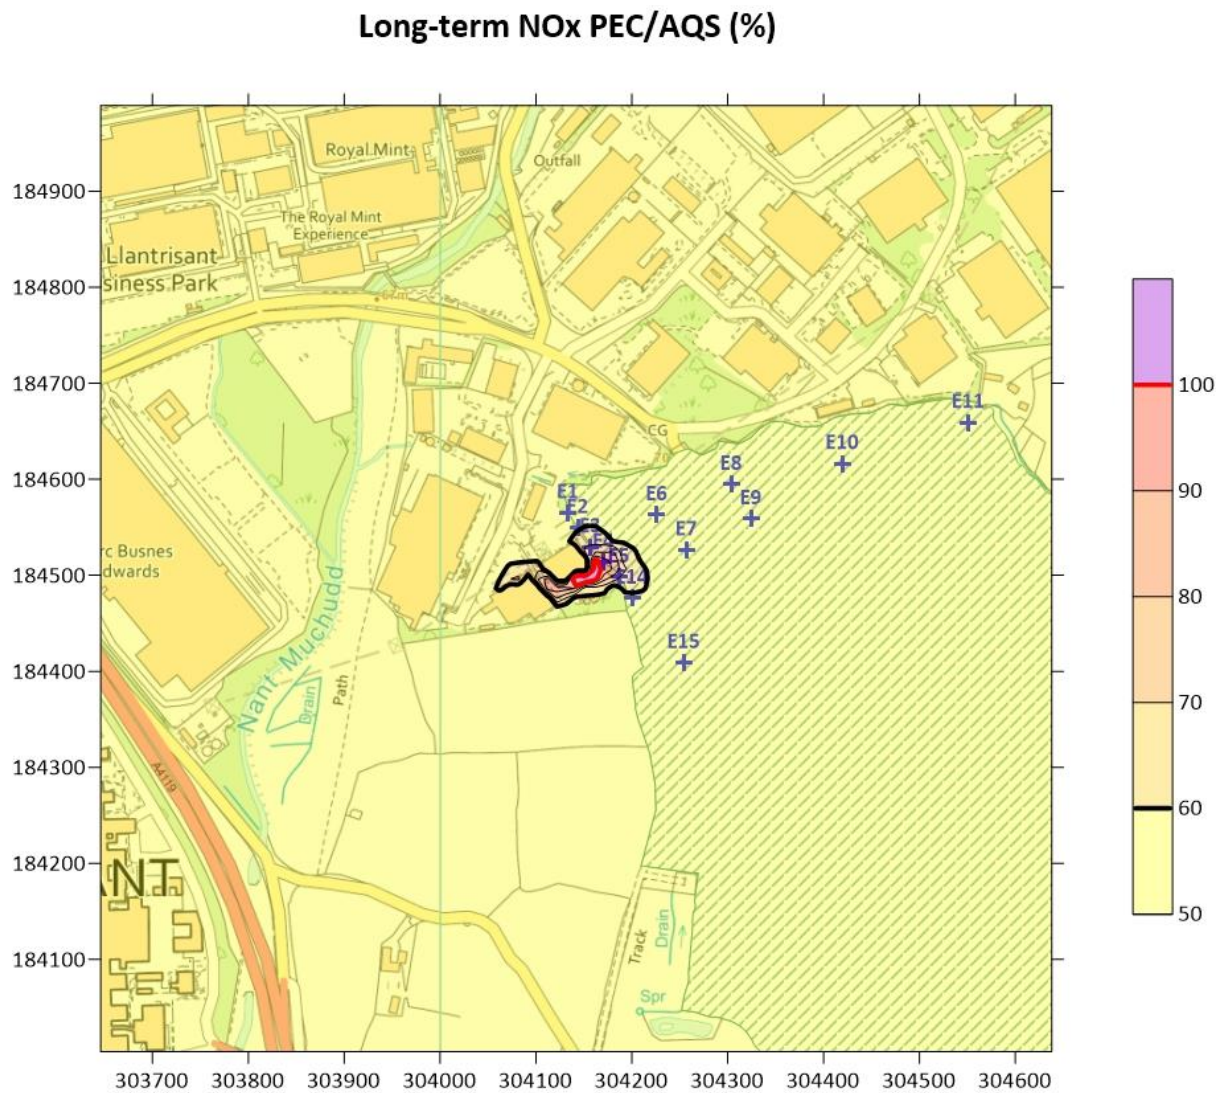 Long-term NOx PEC/AQS (%)
Royal Mint
Outfall
184900
The Royal Mint
Experience
Llantrisant
siness Park
184800
184700
100
E11
CG
E10
184600
E8
E6
E9
E1
E2
E7
90
rc Busnes
dwards
E5
184500
E14
80
E15
184400
Nant Muchudd
Drain
Path
70
184300
A4119
60
184200
ANT
50
184100
Track
Drain
Spr
303700 303800 303900 304000 304100 304200 304300 304400 304500 304600